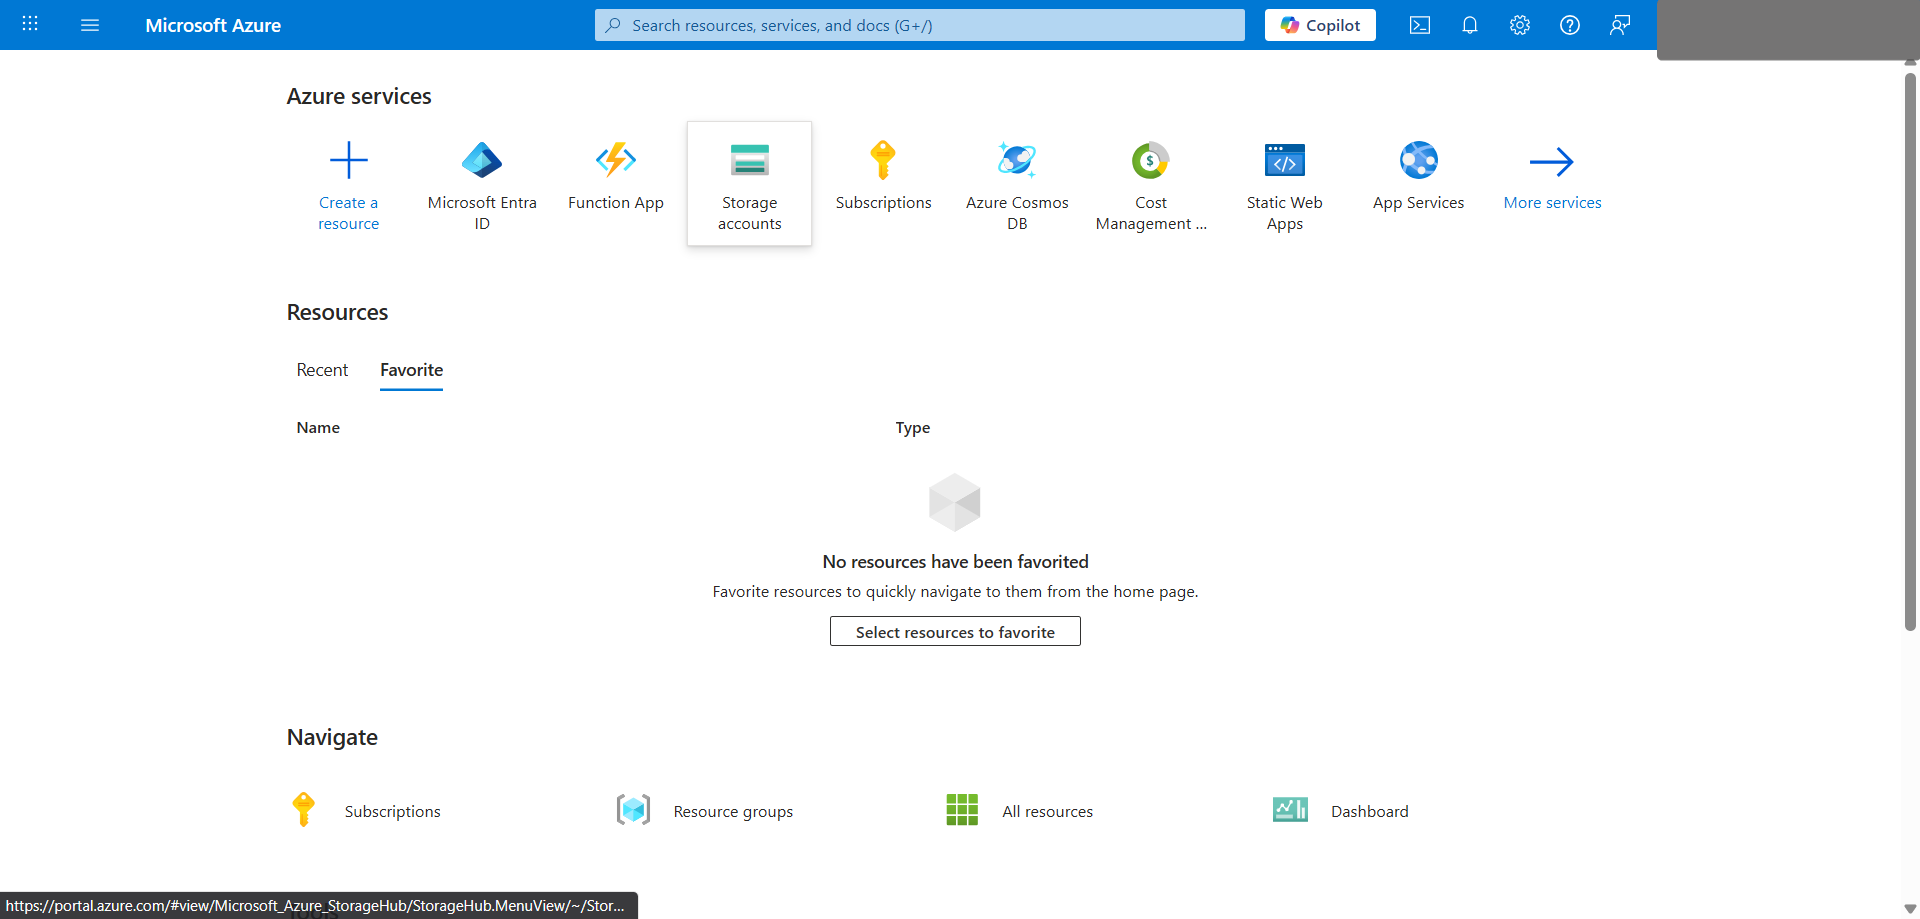 Microsoft Azure
Search resources, services, and docs (G+/)
Copilot
Azure services
Create a
resource
Microsoft Entra
ID
Function App
Storage
accounts
Subscriptions
Azure Cosmos
DB
Cost
Management ...
Static Web
Apps
App Services
More services
Resources
Recent
Favorite
Name
Type
No resources have been favorited
Favorite resources to quickly navigate to them from the home page.
Select resources to favorite
Navigate
Subscriptions
Resource groups
All resources
Dashboard
https://portal.azure.com/#view/Microsoft_Azure_StorageHub/StorageHub.MenuView/~/Stor...